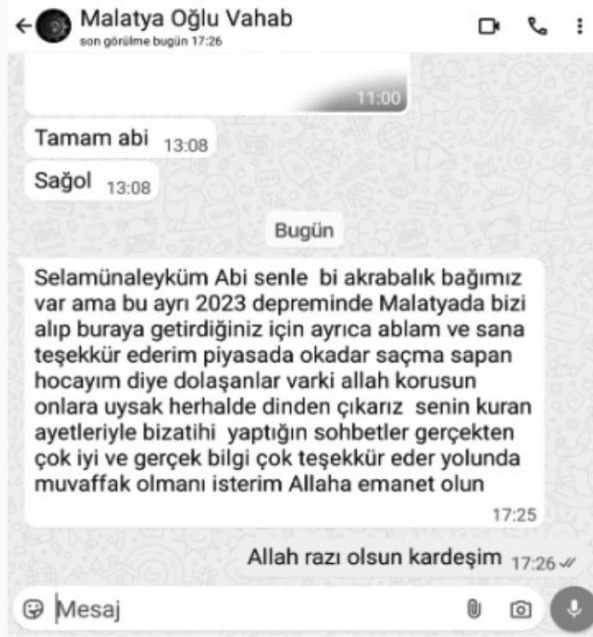 Malatya Oğlu Vahab
son görülme bugün 17:26
11:00
Tamam abi 13:08
Sağol 13:08
Bugün
Selamünaleyküm Abi senle bi akrabalık bağımız
var ama bu ayrı 2023 depreminde Malatyada bizi
alıp buraya getirdiğiniz için ayrıca ablam ve sana
teşekkür ederim piyasada okadar saçma sapan
hocayım diye dolaşanlar varki allah korusun
onlara uysak herhalde dinden çıkarız senin kuran
ayetleriyle bizatihi yaptığın sohbetler gerçekten
çok iyi ve gerçek bilgi çok teşekkür eder yolunda
muvaffak olmanı isterim Allaha emanet olun
17:25
Allah razı olsun kardeşim 17:26
Mesaj